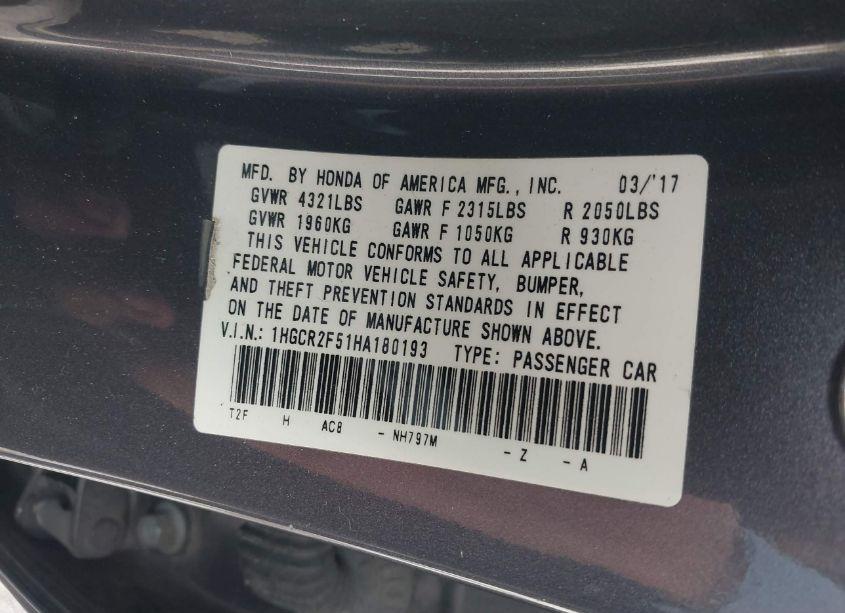 MFD. BY HONDA OF AMERICA MFG., INC. 03/'17
GVWR 4321LBS GAWR F 2315LBS R 2050LBS
GVWR 1960KG GAWR F 1050KG R 930KG
THIS VEHICLE CONFORMS TO ALL APPLICABLE
FEDERAL MOTOR VEHICLE SAFETY, BUMPER,
AND THEFT PREVENTION STANDARDS IN EFFECT
ON THE DATE OF MANUFACTURE SHOWN ABOVE.
V.I.N.: 1HGCR2F51HA180193 TYPE: PASSENGER CAR
T2F H AC8 - NH797M - Z - A